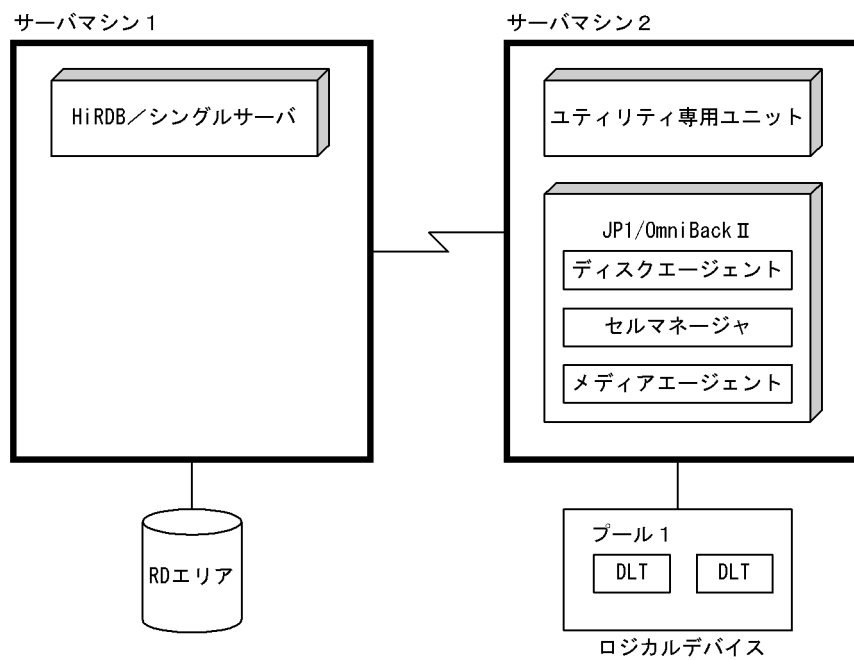 サーバマシン1
HiRDB/シングルサーバ
RDエリア
サーバマシン2
ユティリティ専用ユニット
JP1/OmniBackⅡ
ディスクエージェント
セルマネージャ
メディアエージェント
プール1
DLT
DLT
ロジカルデバイス